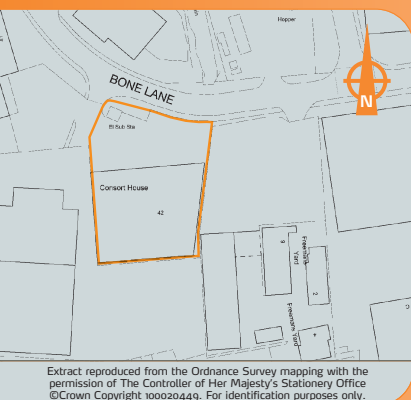 Hopper
BONE LANE
N
El Sub Sta
Consort House
42
9
Freemans
Yard
2
Freemans Yard
Extract reproduced from the Ordnance Survey mapping with the
permission of The Controller of Her Majesty's Stationery Office
©Crown Copyright 100020449. For identification purposes only.